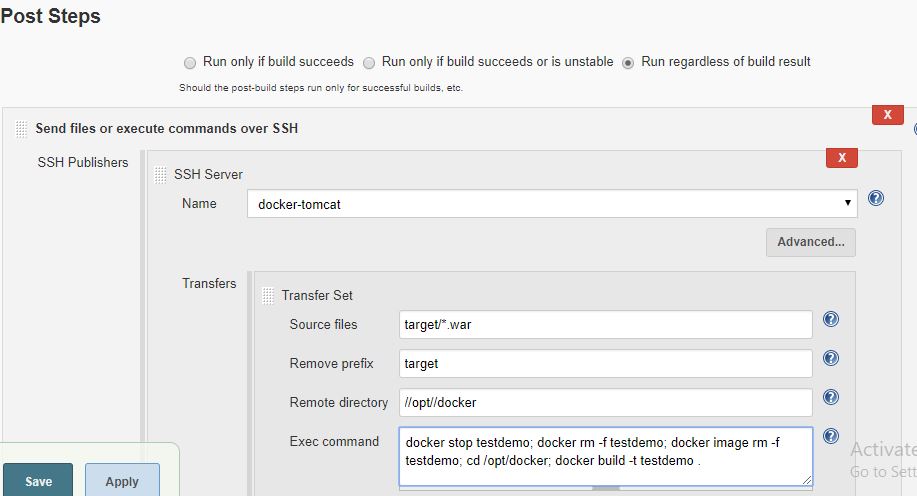 Post Steps
Run only if build succeeds Run only if build succeeds or is unstable Run regardless of build result
Should the post-build steps run only for successful builds, etc.
X
Send files or execute commands over SSH
SSH Publishers
X
SSH Server
Name docker-tomcat
Advanced...
Transfers
Transfer Set
Source files target/*.war
Remove prefix target
Remote directory //opt//docker
Exec command docker stop testdemo; docker rm -f testdemo; docker image rm -f
testdemo; cd /opt/docker; docker build -t testdemo .
Activate
Go to Sett
Save Apply